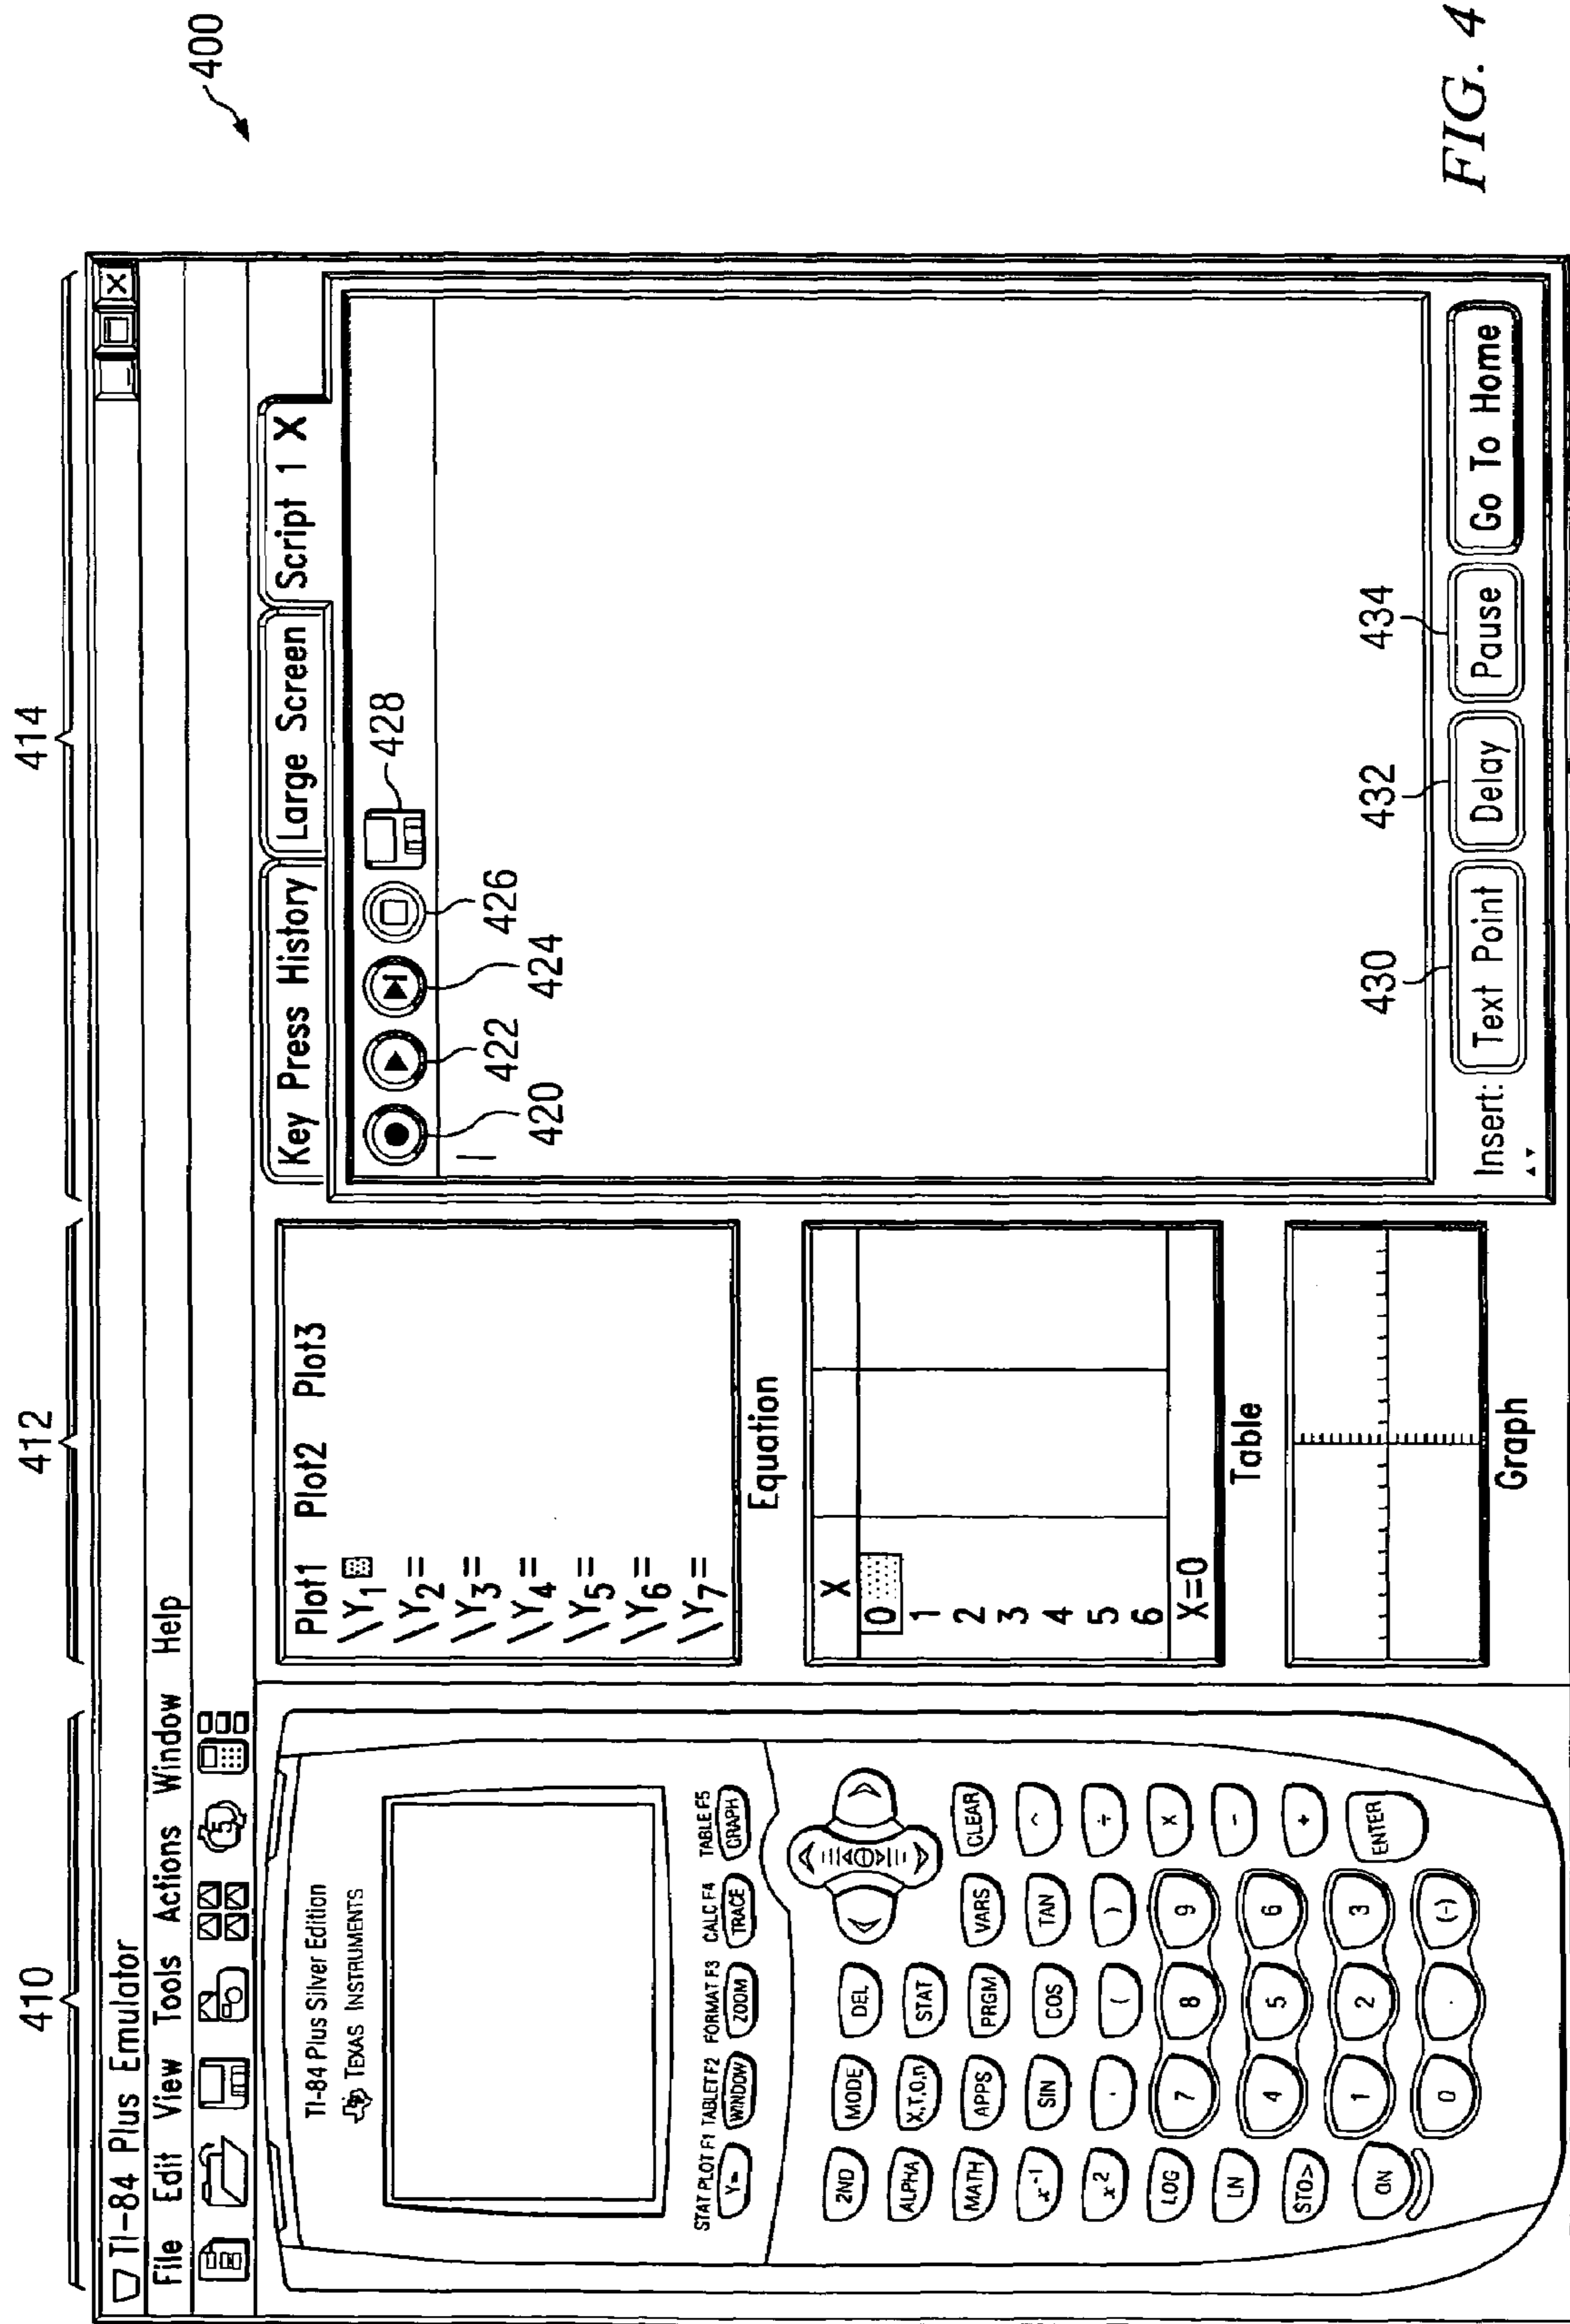 400
410
412
414
TI-84 Plus Emulator
X
File Edit View Tools Actions Window Help
5
TI-84 Plus Silver Edition
TEXAS INSTRUMENTS
STAT PLOT F1 TABLET F2 FORMAT F3 CALC F4 TABLE F5
Y= WINDOW ZOOM TRACE GRAPH
2ND MODE DEL
ALPHA X,T,O,n STAT
MATH APPS PRGM VARS CLEAR
x-1 SIN COS TAN ^
x2 , ( ) ÷
LOG 7 8 9 X
LN 4 5 6 -
STO> 1 2 3 +
ON 0 . (-) ENTER
Plot1 Plot2 Plot3
\Y1
\Y2=
\Y3=
\Y4=
\Y5=
\Y6=
\Y7=
Equation
X
0
1
2
3
4
5
6
X=0
Table
Graph
Key Press History Large Screen Script 1 X
420
422
424
426
428
430
432
434
Insert: Text Point Delay Pause Go To Home
FIG. 4